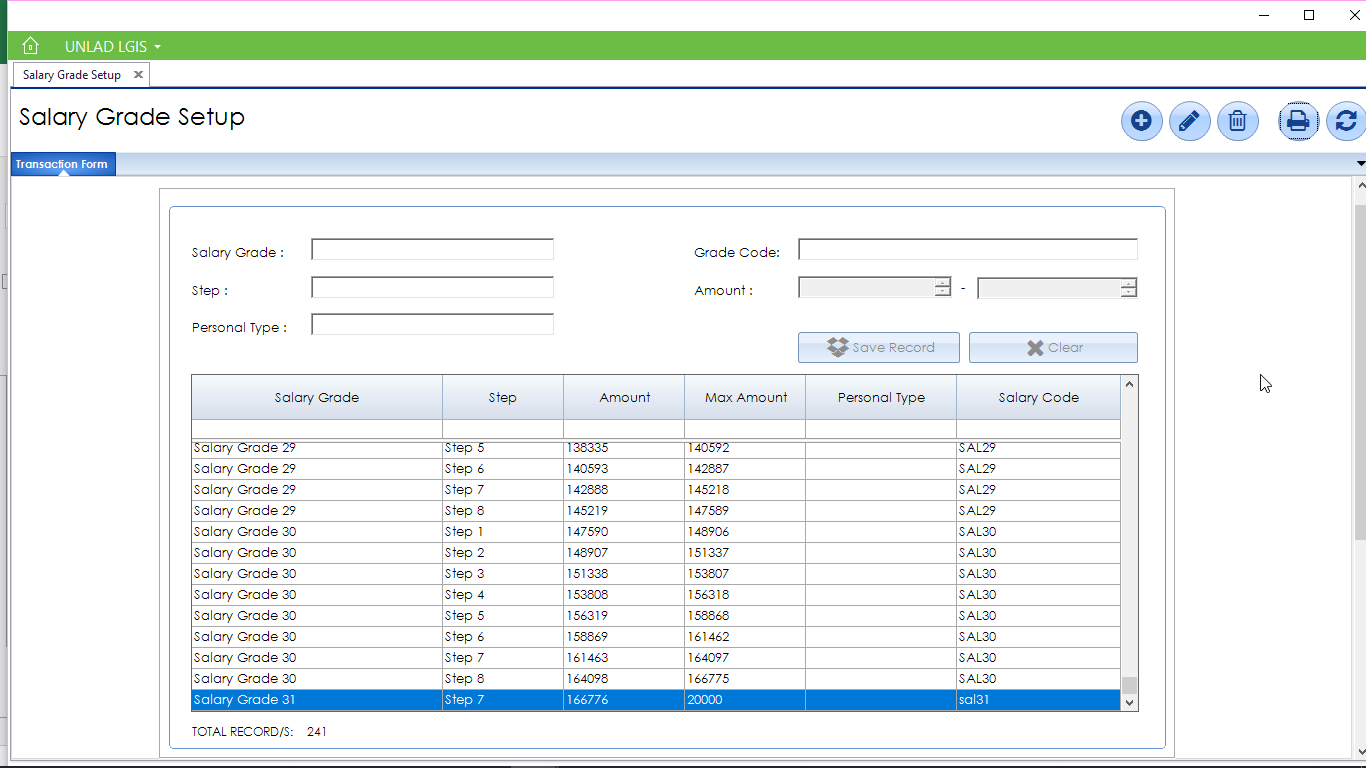 UNLAD LGIS
Salary Grade Setup
Salary Grade Setup
Transaction Form
Salary Grade : Grade Code:
Step : Amount : -
Personal Type :
Save Record Clear
Salary Grade Step Amount Max Amount Personal Type Salary Code
Salary Grade 29 Step 5 138335 140592 SAL29
Salary Grade 29 Step 6 140593 142887 SAL29
Salary Grade 29 Step 7 142888 145218 SAL29
Salary Grade 29 Step 8 145219 147589 SAL29
Salary Grade 30 Step 1 147590 148906 SAL30
Salary Grade 30 Step 2 148907 151337 SAL30
Salary Grade 30 Step 3 151338 153807 SAL30
Salary Grade 30 Step 4 153808 156318 SAL30
Salary Grade 30 Step 5 156319 158868 SAL30
Salary Grade 30 Step 6 158869 161462 SAL30
Salary Grade 30 Step 7 161463 164097 SAL30
Salary Grade 30 Step 8 164098 166775 SAL30
Salary Grade 31 Step 7 166776 20000 sal31
TOTAL RECORD/S: 241